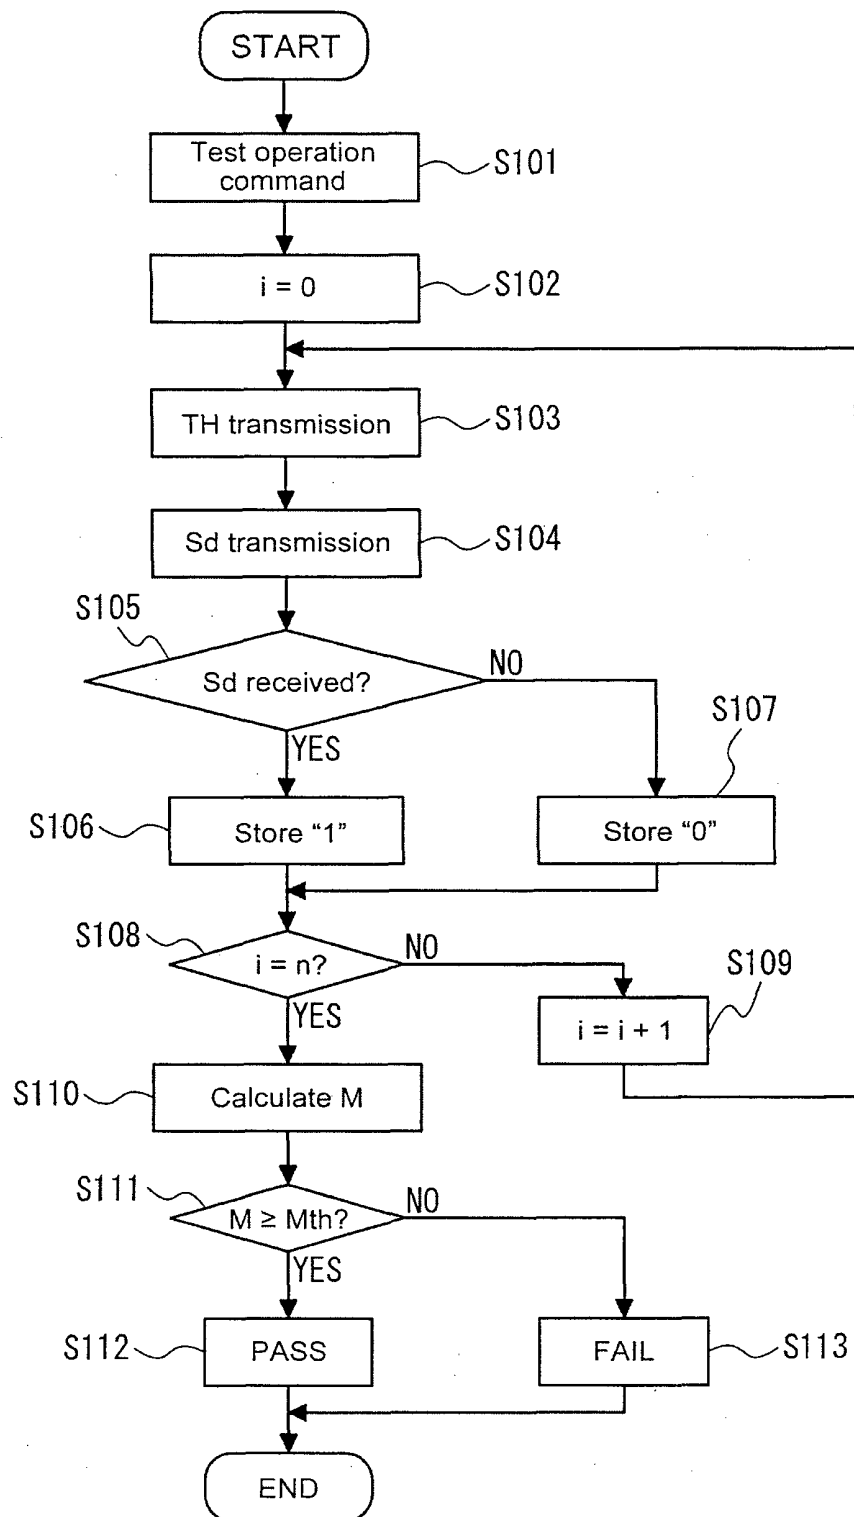 START
Test operation
command
S101
i = 0
S102
TH transmission
S103
Sd transmission
S104
S105
Sd received?
NO
YES
S107
S106
Store “1”
Store “0”
S108
i = n?
NO
YES
S109
i = i + 1
S110
Calculate M
S111
M ≥ Mth?
NO
YES
S112
PASS
FAIL
S113
END